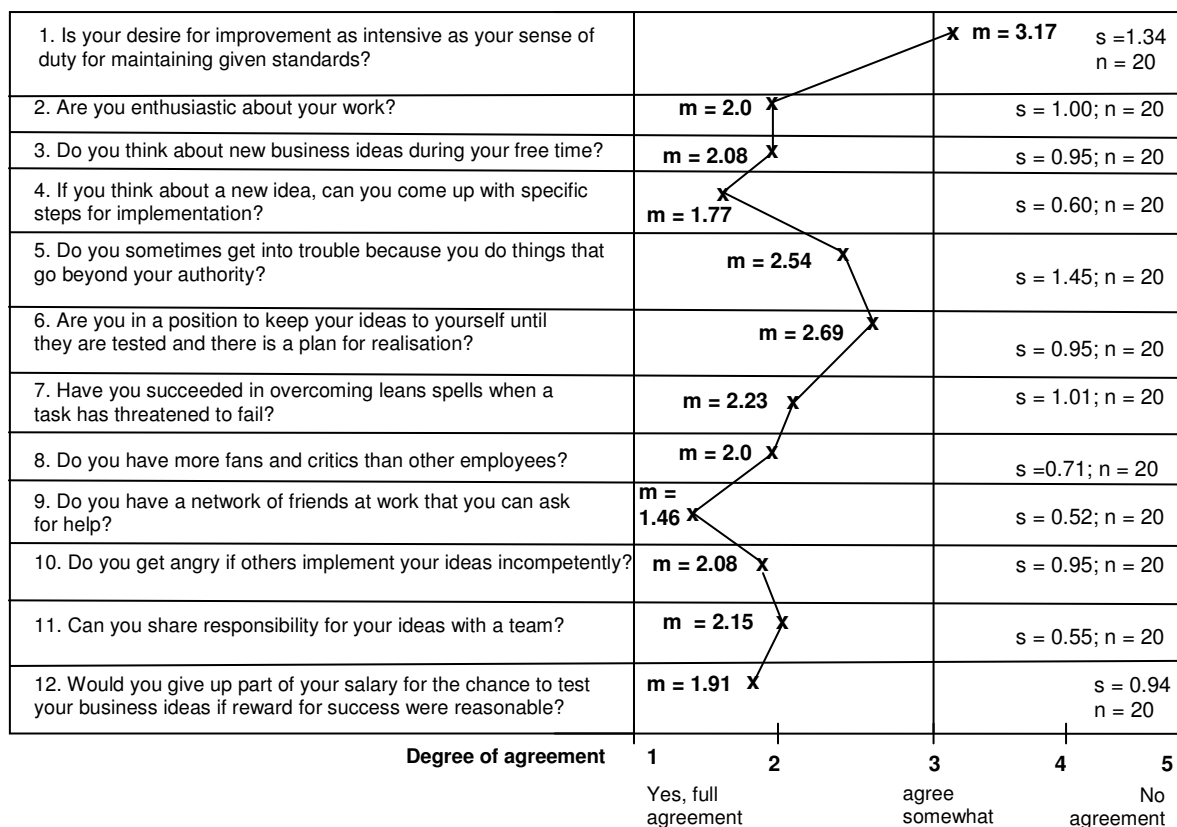 1. Is your desire for improvement as intensive as your sense of
duty for maintaining given standards?
x m = 3.17
s =1.34
n = 20
2. Are you enthusiastic about your work?
m = 2.0 x
s = 1.00; n = 20
3. Do you think about new business ideas during your free time?
m = 2.08 x
s = 0.95; n = 20
4. If you think about a new idea, can you come up with specific
steps for implementation?
x
m = 1.77
s = 0.60; n = 20
5. Do you sometimes get into trouble because you do things that
go beyond your authority?
m = 2.54 x
s = 1.45; n = 20
6. Are you in a position to keep your ideas to yourself until
they are tested and there is a plan for realisation?
m = 2.69 x
s = 0.95; n = 20
7. Have you succeeded in overcoming leans spells when a
task has threatened to fail?
m = 2.23 x
s = 1.01; n = 20
8. Do you have more fans and critics than other employees?
m = 2.0 x
s =0.71; n = 20
9. Do you have a network of friends at work that you can ask
for help?
m =
1.46 x
s = 0.52; n = 20
10. Do you get angry if others implement your ideas incompetently?
m = 2.08 x
s = 0.95; n = 20
11. Can you share responsibility for your ideas with a team?
m = 2.15 x
s = 0.55; n = 20
12. Would you give up part of your salary for the chance to test
your business ideas if reward for success were reasonable?
m = 1.91 x
s = 0.94
n = 20
Degree of agreement 1 2 3 4 5
Yes, full
agreement
agree
somewhat
No
agreement